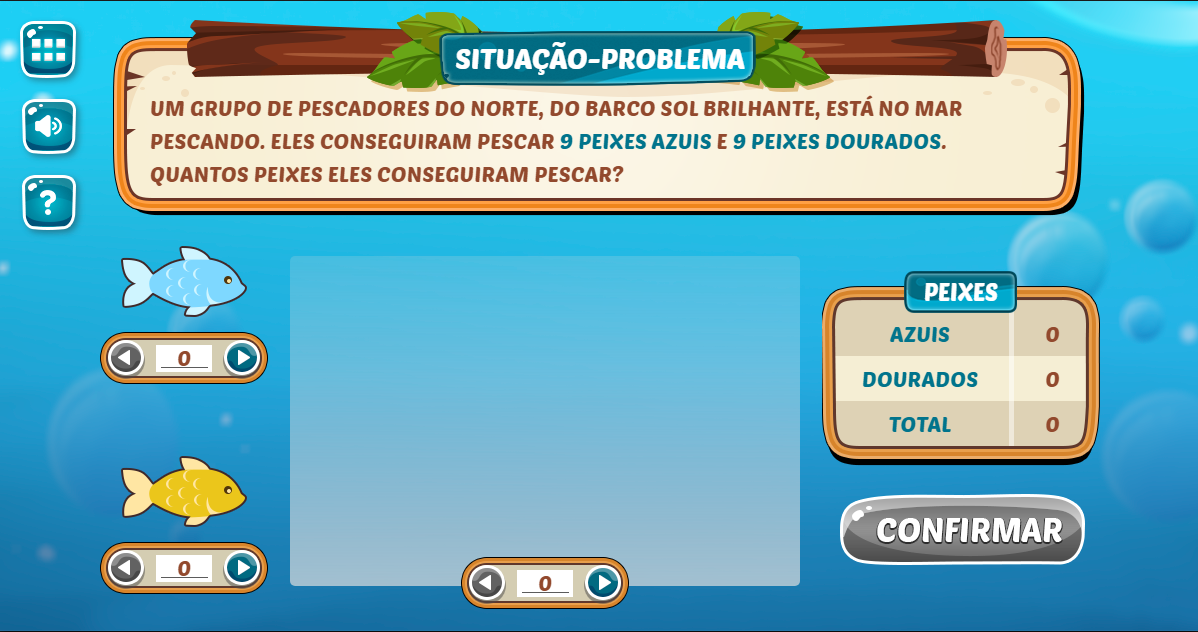 SITUAÇÃO-PROBLEMA
UM GRUPO DE PESCADORES DO NORTE, DO BARCO SOL BRILHANTE, ESTÁ NO MAR
PESCANDO. ELES CONSEGUIRAM PESCAR 9 PEIXES AZUIS E 9 PEIXES DOURADOS.
QUANTOS PEIXES ELES CONSEGUIRAM PESCAR?
?
0
0
0
PEIXES
AZUIS 0
DOURADOS 0
TOTAL 0
CONFIRMAR